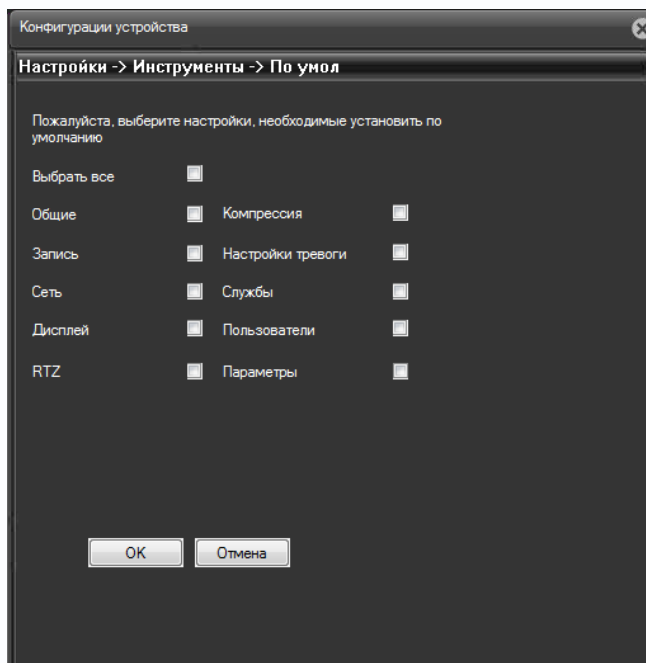 Конфигурации устройства
Настройки -> Инструменты -> По умол
Пожалуйста, выберите настройки, необходимые установить по
умолчанию
Выбрать все
Общие Компрессия
Запись Настройки тревоги
Сеть Службы
Дисплей Пользователи
RTZ Параметры
OK Отмена